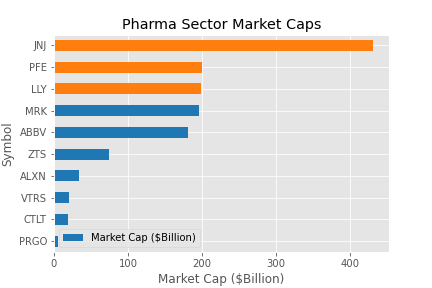 Pharma Sector Market Caps
Symbol
JNJ
PFE
LLY
MRK
ABBV
ZTS
ALXN
VTRS
CTLT
PRGO
Market Cap ($Billion)
0 100 200 300 400
Market Cap ($Billion)